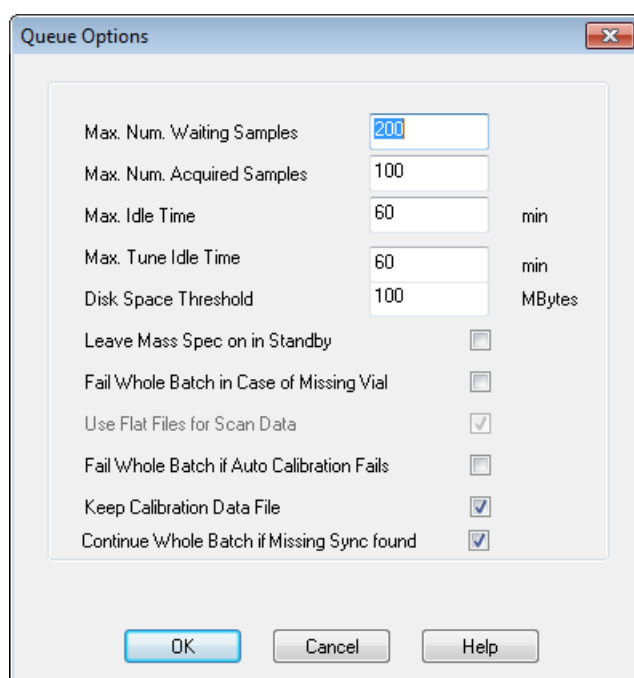 Queue Options
Max. Num. Waiting Samples 200
Max. Num. Acquired Samples 100
Max. Idle Time 60 min
Max. Tune Idle Time 60 min
Disk Space Threshold 100 MBytes
Leave Mass Spec on in Standby
Fail Whole Batch in Case of Missing Vial
Use Flat Files for Scan Data
Fail Whole Batch if Auto Calibration Fails
Keep Calibration Data File
Continue Whole Batch if Missing Sync found
OK Cancel Help